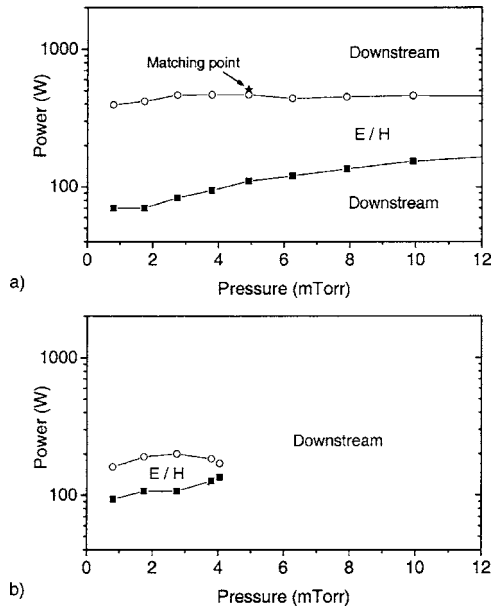 1000
Downstream
Matching point
Power (W)
E / H
100
Downstream
0 2 4 6 8 10 12
a)
Pressure (mTorr)
1000
Power (W)
Downstream
E / H
100
0 2 4 6 8 10 12
b)
Pressure (mTorr)